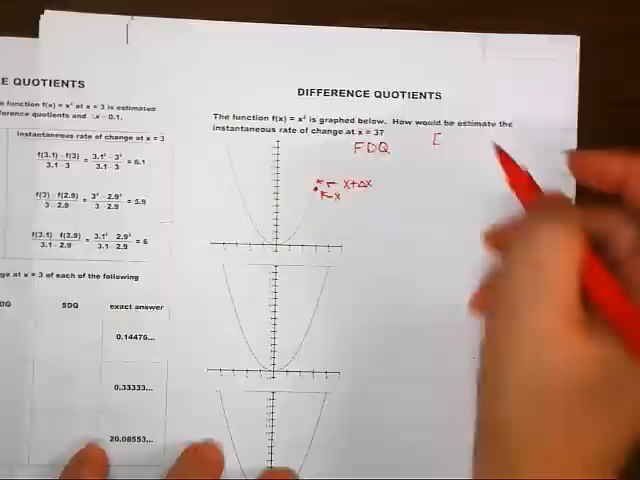 E QUOTIENTS
e function f(x) = x² at x = 3 is estimated
ference quotients and
x = 0.1.
instantaneous rate of change at x = 3
f(3.1) - f(3)
3.1 - 3
=
3.1² - 3²
3.1 - 3
= 6.1
f(3) - f(2.9)
3 - 2.9
=
3² - 2.9²
3 - 2.9
= 5.9
f(3.1) - f(2.9)
3.1 - 2.9
=
3.1² - 2.9²
3.1 - 2.9
= 6
ge at x = 3 of each of the following
DQ
SDQ
exact answer
0.14476...
0.33333...
20.08553...
DIFFERENCE QUOTIENTS
The function f(x) = x² is graphed below. How would be estimate the
instantaneous rate of change at x = 3?
FDQ
[
x+Δx
x